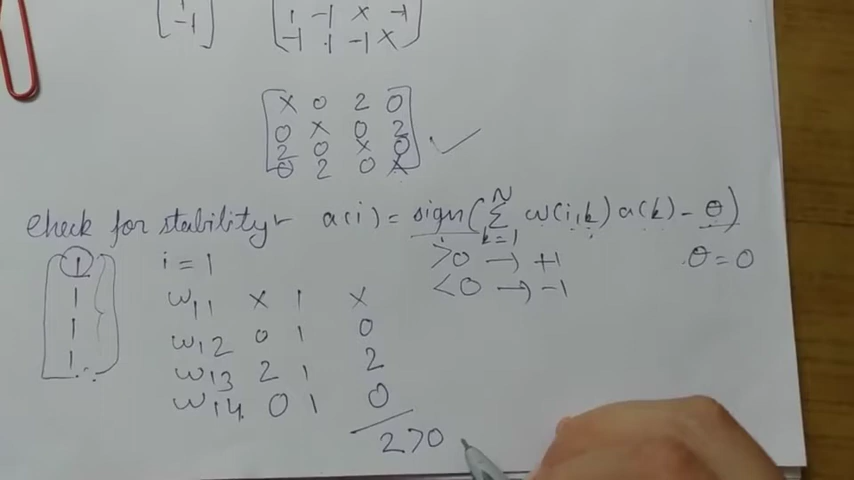 1
-1
1 -1 x -1
-1 1 -1 x
x 0 2 0
0 x 0 2
2 0 x 0
0 2 0 x
✓
Check for stability a(i) = sign(Σ w(i,k) a(k) - θ)
N
k=1
>0 → +1
<0 → -1
θ = 0
1
1
1
1
i = 1
w11 x 1 x
w12 0 1 0
w13 2 1 2
w14 0 1 0
2>0